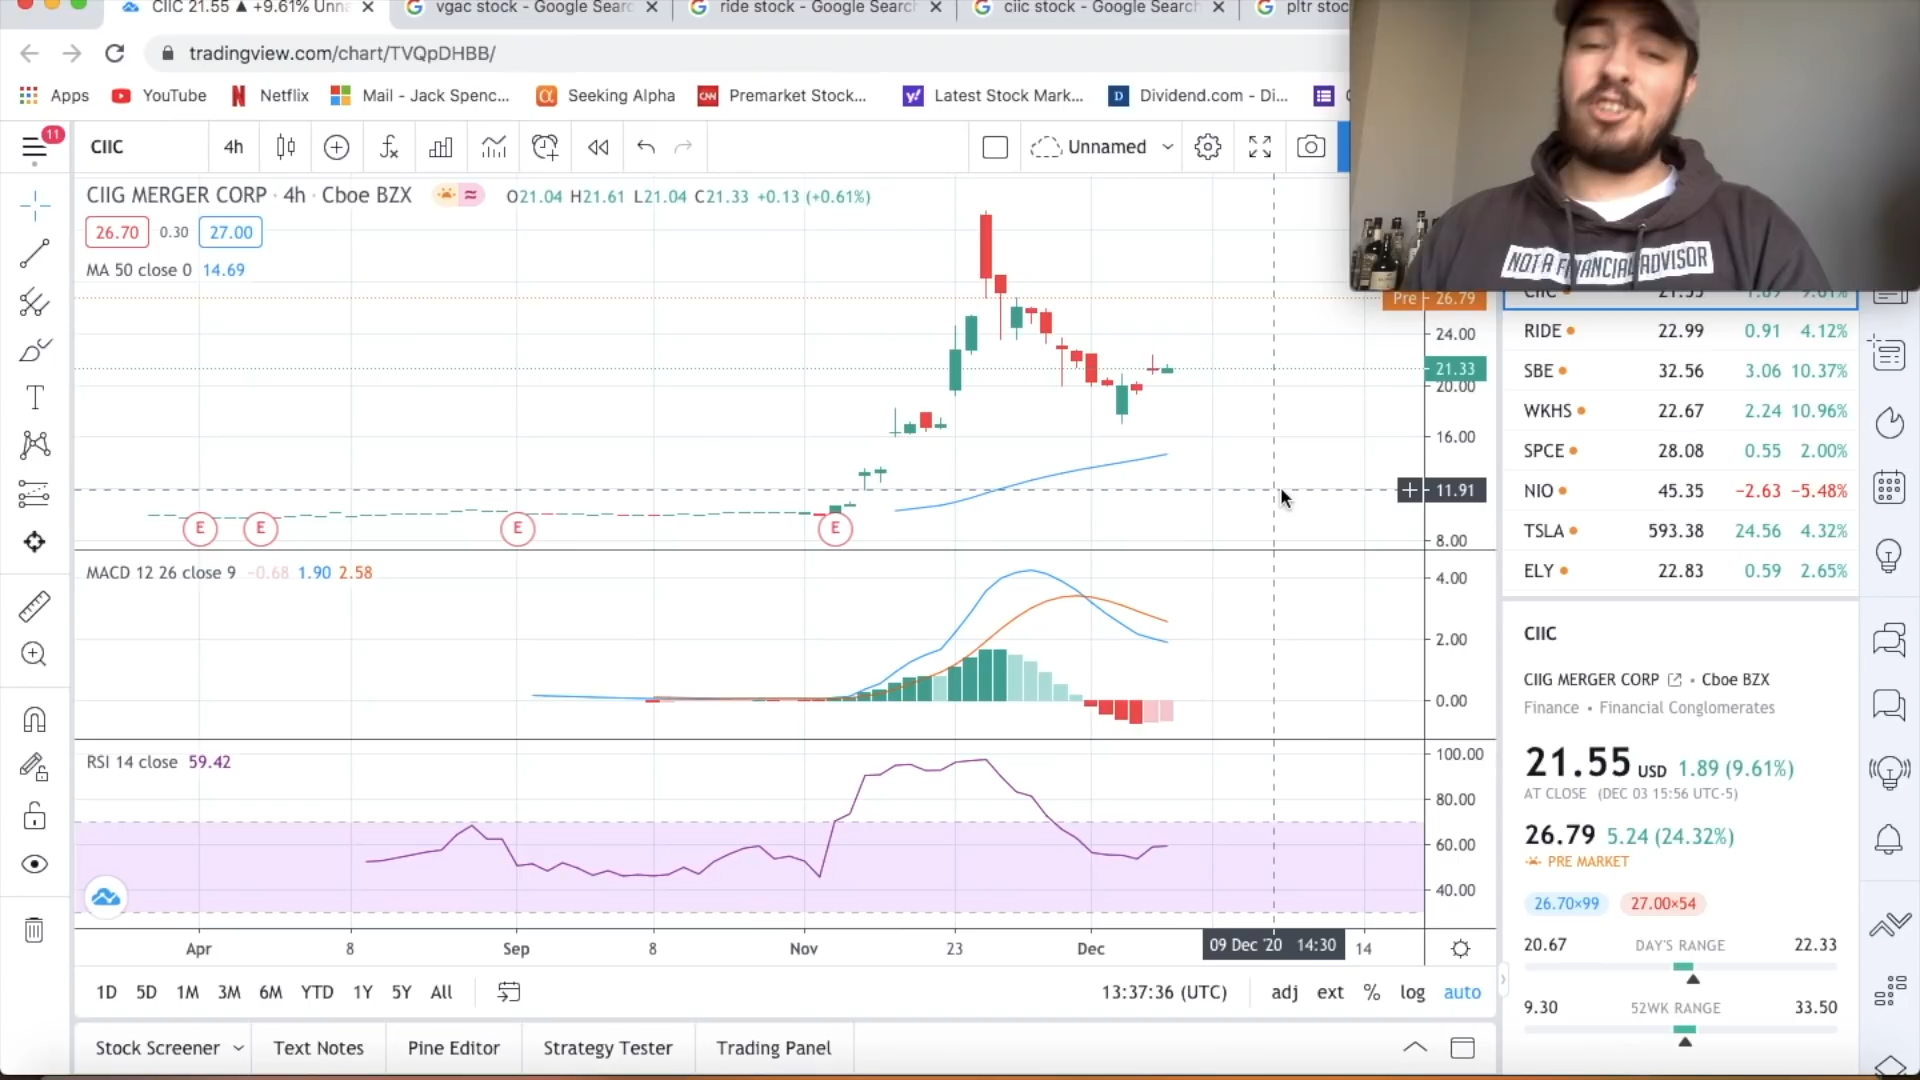 CIIC 21.55 ▲ +9.61% Unna
vgac stock - Google Searc
ride stock - Google Search
ciic stock - Google Search
pltr stoc
tradingview.com/chart/TVQpDHBB/
Apps
YouTube
Netflix
Mail - Jack Spenc...
Seeking Alpha
CNN
Premarket Stock...
y!
Latest Stock Mark...
D
Dividend.com - Di...
11
CIIC
4h
Unnamed
CIIG MERGER CORP · 4h · Cboe BZX
O21.04 H21.61 L21.04 C21.33 +0.13 (+0.61%)
26.70 0.30 27.00
MA 50 close 0 14.69
NOT A FINANCIAL ADVISOR
Pre 26.79
24.00
21.33
20.00
16.00
11.91
8.00
E E E E
MACD 12 26 close 9 -0.68 1.90 2.58
4.00
2.00
0.00
RSI 14 close 59.42
100.00
80.00
60.00
40.00
Apr 8 Sep 8 Nov 23 Dec 09 Dec '20 14:30 14
1D 5D 1M 3M 6M YTD 1Y 5Y All
13:37:36 (UTC) adj ext % log auto
Stock Screener Text Notes Pine Editor Strategy Tester Trading Panel
CIIC 21.55 1.89 9.61%
RIDE 22.99 0.91 4.12%
SBE 32.56 3.06 10.37%
WKHS 22.67 2.24 10.96%
SPCE 28.08 0.55 2.00%
NIO 45.35 −2.63 −5.48%
TSLA 593.38 24.56 4.32%
ELY 22.83 0.59 2.65%
CIIC
CIIG MERGER CORP • Cboe BZX
Finance • Financial Conglomerates
21.55 USD 1.89 (9.61%)
AT CLOSE (DEC 03 15:56 UTC-5)
26.79 5.24 (24.32%)
PRE MARKET
26.70×99 27.00×54
20.67 DAY'S RANGE 22.33
9.30 52WK RANGE 33.50